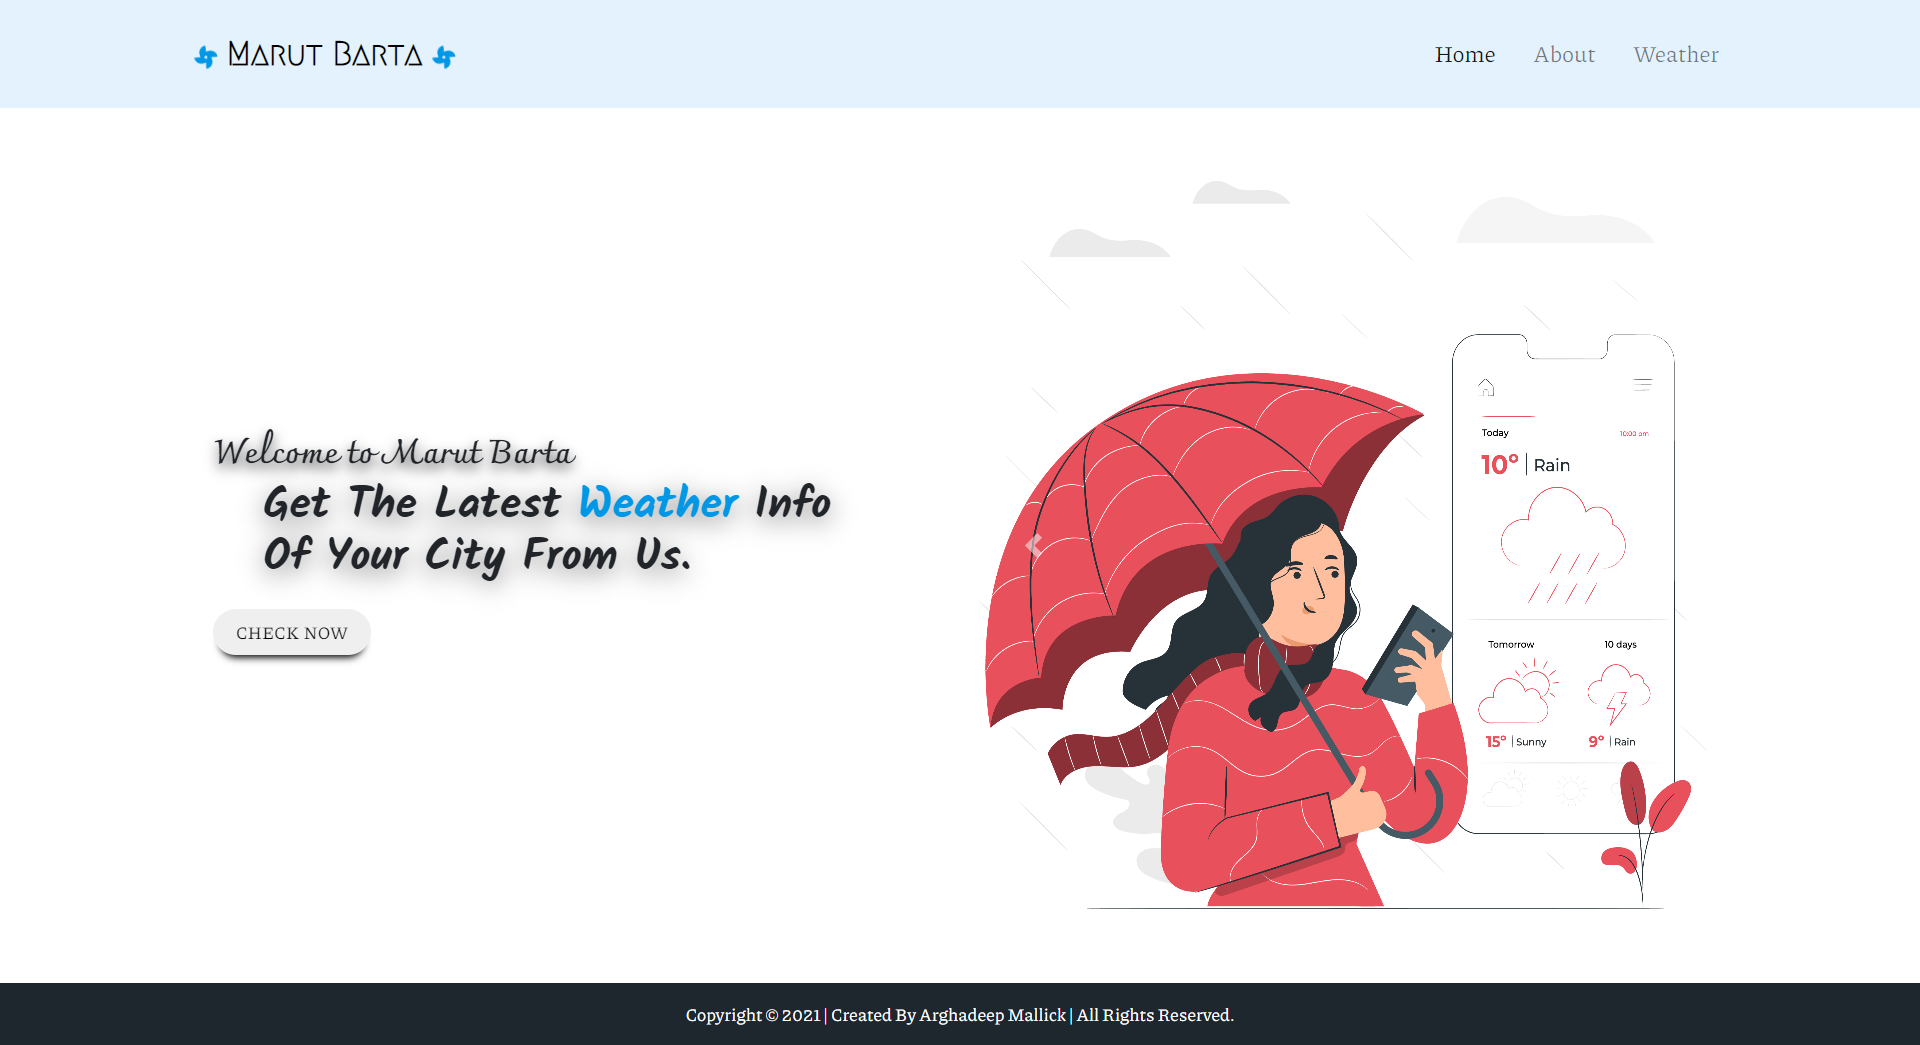 Marut Barta
Home About Weather
Welcome to Marut Barta
Get The Latest Weather Info
Of Your City From Us.
CHECK NOW
Today
10:00 pm
10° Rain
Tomorrow
10 days
15° Sunny
9° Rain
Copyright © 2021 | Created By Arghadeep Mallick | All Rights Reserved.